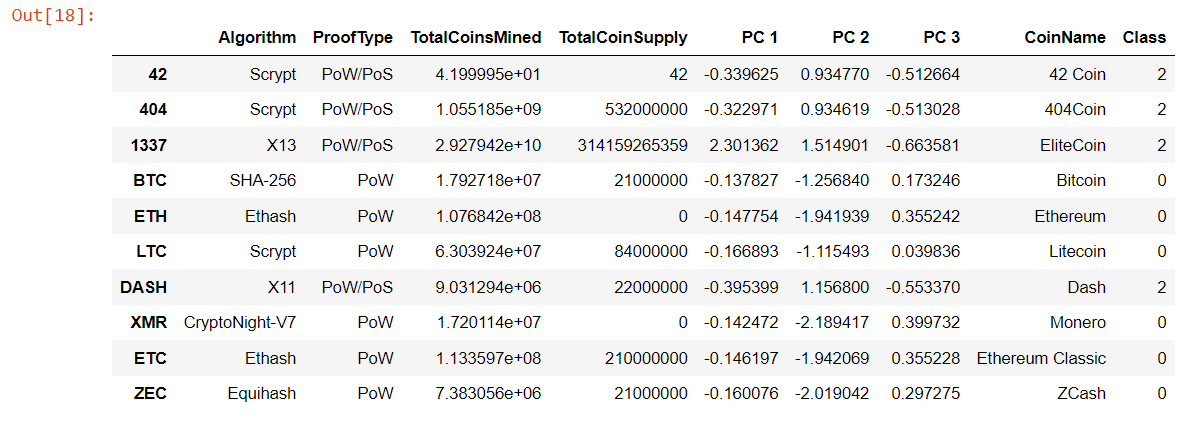 Out[18]:
Algorithm ProofType TotalCoinsMined TotalCoinSupply PC 1 PC 2 PC 3 CoinName Class
42 Scrypt PoW/PoS 4.199995e+01 42 -0.339625 0.934770 -0.512664 42 Coin 2
404 Scrypt PoW/PoS 1.055185e+09 532000000 -0.322971 0.934619 -0.513028 404Coin 2
1337 X13 PoW/PoS 2.927942e+10 314159265359 2.301362 1.514901 -0.663581 EliteCoin 2
BTC SHA-256 PoW 1.792718e+07 21000000 -0.137827 -1.256840 0.173246 Bitcoin 0
ETH Ethash PoW 1.076842e+08 0 -0.147754 -1.941939 0.355242 Ethereum 0
LTC Scrypt PoW 6.303924e+07 84000000 -0.166893 -1.115493 0.039836 Litecoin 0
DASH X11 PoW/PoS 9.031294e+06 22000000 -0.395399 1.156800 -0.553370 Dash 2
XMR CryptoNight-V7 PoW 1.720114e+07 0 -0.142472 -2.189417 0.399732 Monero 0
ETC Ethash PoW 1.133597e+08 210000000 -0.146197 -1.942069 0.355228 Ethereum Classic 0
ZEC Equihash PoW 7.383056e+06 21000000 -0.160076 -2.019042 0.297275 ZCash 0